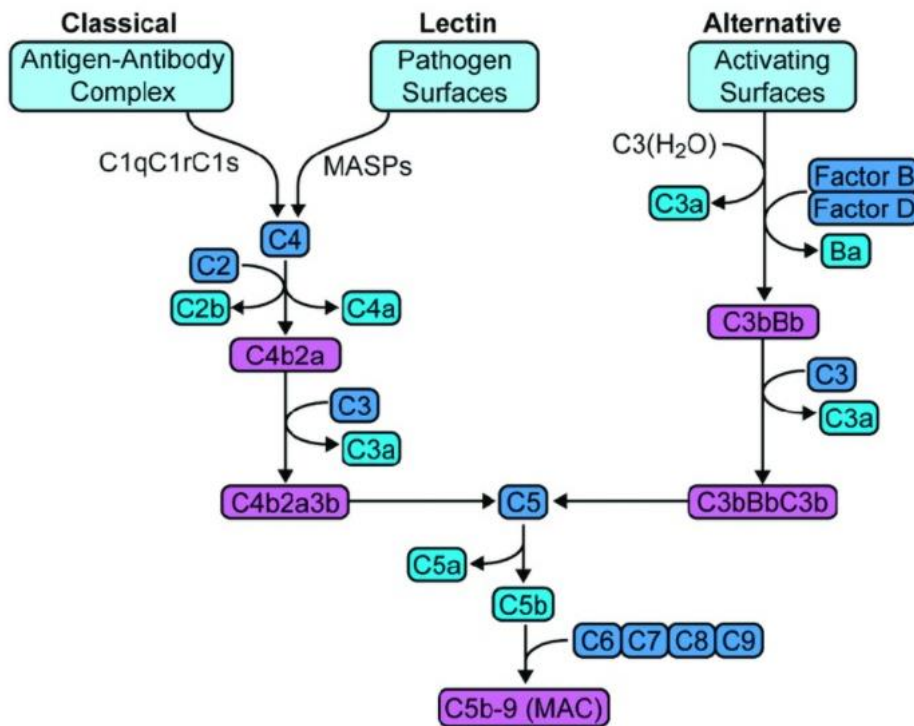 Classical
Lectin
Alternative
Antigen-Antibody
Complex
Pathogen
Surfaces
Activating
Surfaces
C1qC1rC1s
MASPs
C3(H₂O)
Factor B
Factor D
C3a
Ba
C4
C2
C2b
C4a
C4b2a
C3bBb
C3
C3a
C3
C3a
C4b2a3b
C5
C3bBbC3b
C5a
C5b
C6 C7 C8 C9
C5b-9 (MAC)